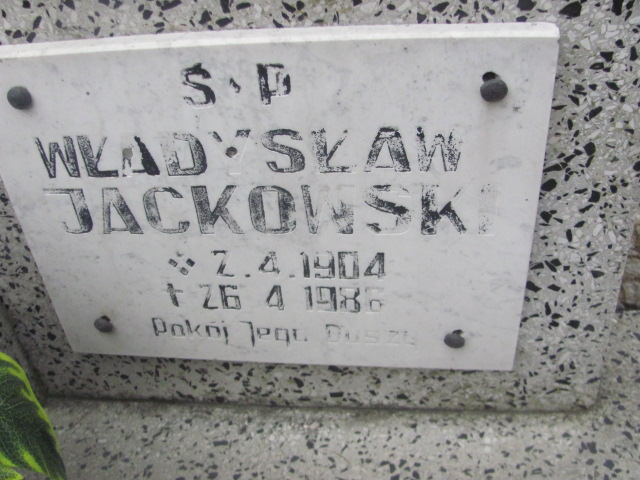 Ś.P
WŁADYSŁAW
JACKOWSKI
* 2.4.1904
† 26 4 1986
Pokój Jego Duszy